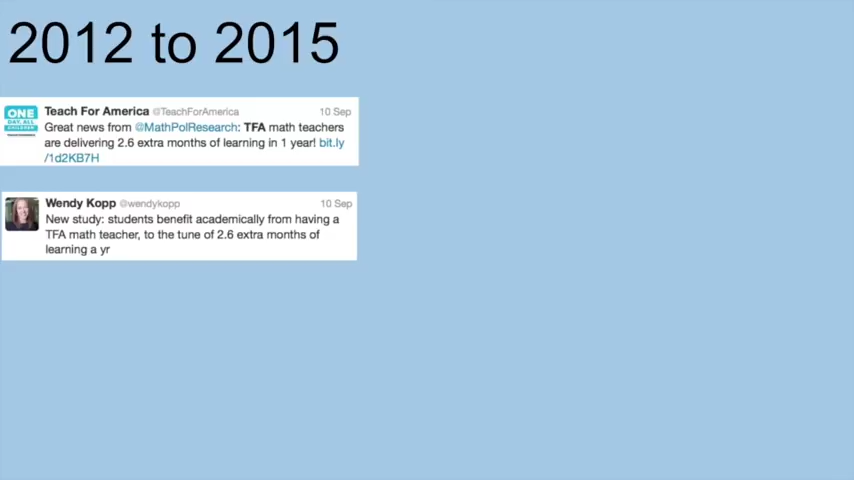 2012 to 2015
Teach For America @TeachForAmerica 10 Sep
ONE
DAY, ALL
CHILDREN
Great news from @MathPolResearch: TFA math teachers
are delivering 2.6 extra months of learning in 1 year! bit.ly
/1d2KB7H
Wendy Kopp @wendykopp 10 Sep
New study: students benefit academically from having a
TFA math teacher, to the tune of 2.6 extra months of
learning a yr